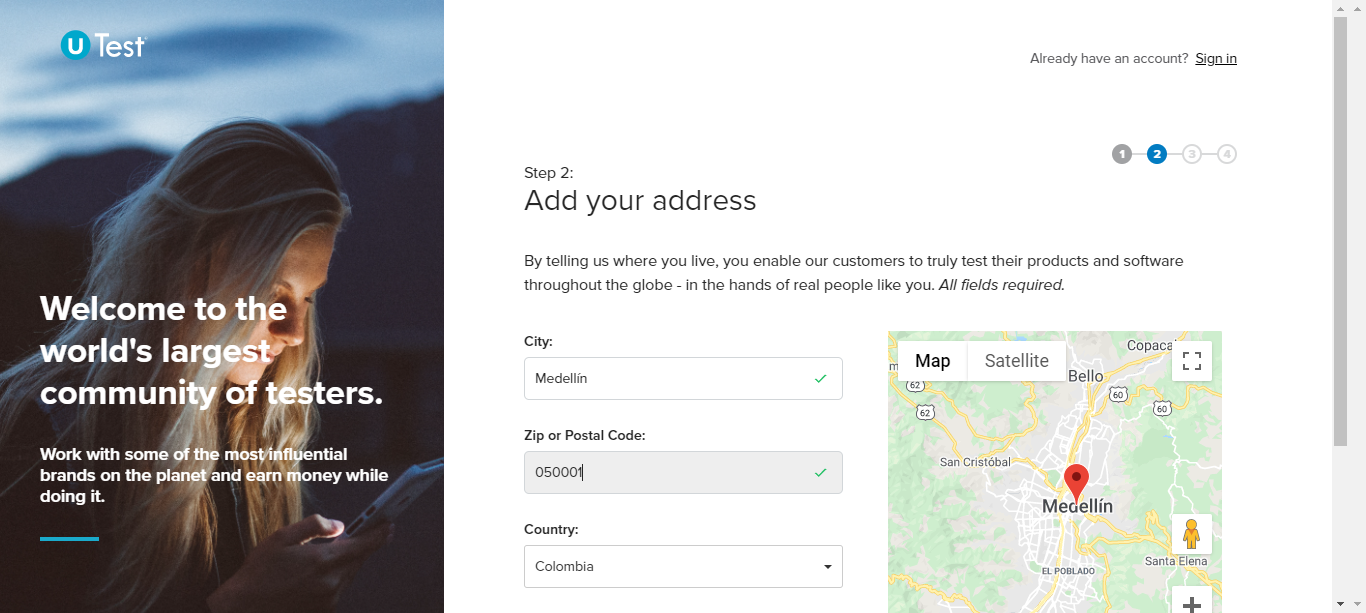 U Test
Already have an account? Sign in
1 2 3 4
Step 2:
Add your address
By telling us where you live, you enable our customers to truly test their products and software
throughout the globe - in the hands of real people like you. All fields required.
Welcome to the
world's largest
community of testers.
Work with some of the most influential
brands on the planet and earn money while
doing it.
City:
Medellín
Zip or Postal Code:
050001
Country:
Colombia
Map Satellite
Copaca
Bello
62
60
62
60
San Cristóbal
Medellín
Santa Elena
EL POBLADO